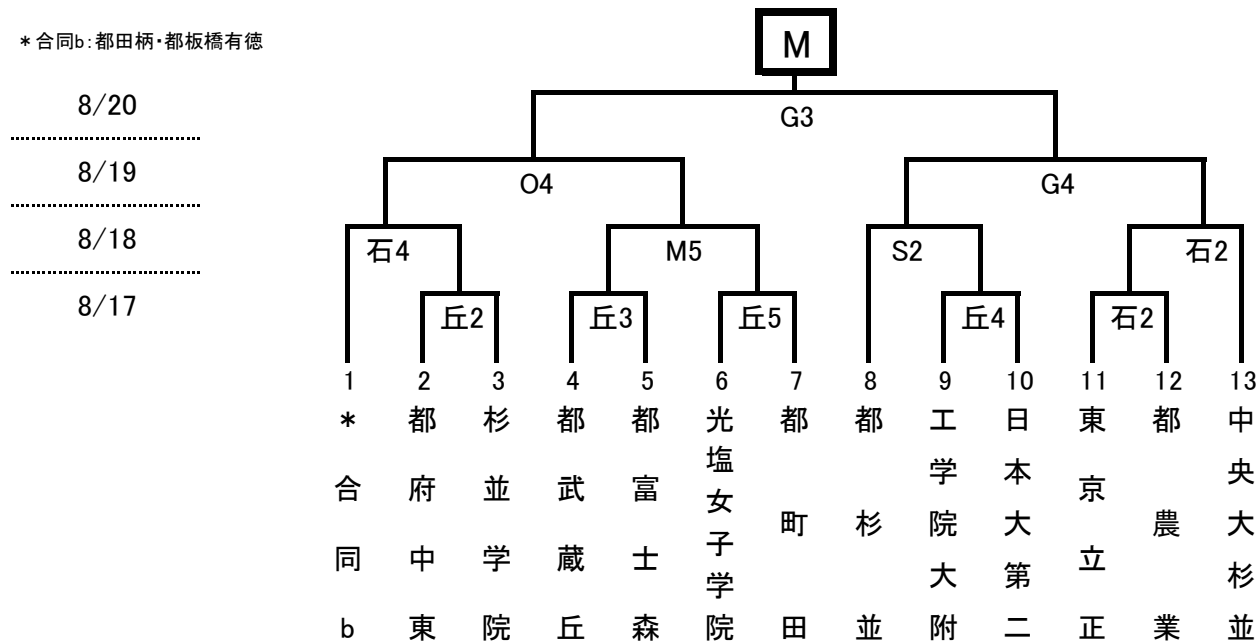 *合同b：都田柄・都板橋有徳
M
8/20
G3
8/19
O4
G4
8/18
石4
M5
S2
石2
8/17
丘2
丘3
丘5
丘4
石2
1
2
3
4
5
6
7
8
9
10
11
12
13
*合同b
都府中東
杉並学院
都武蔵丘
都富士森
光塩女子学院
都町田
都杉並
工学院大附
日本大第二
東京立正
都農業
中央大杉並